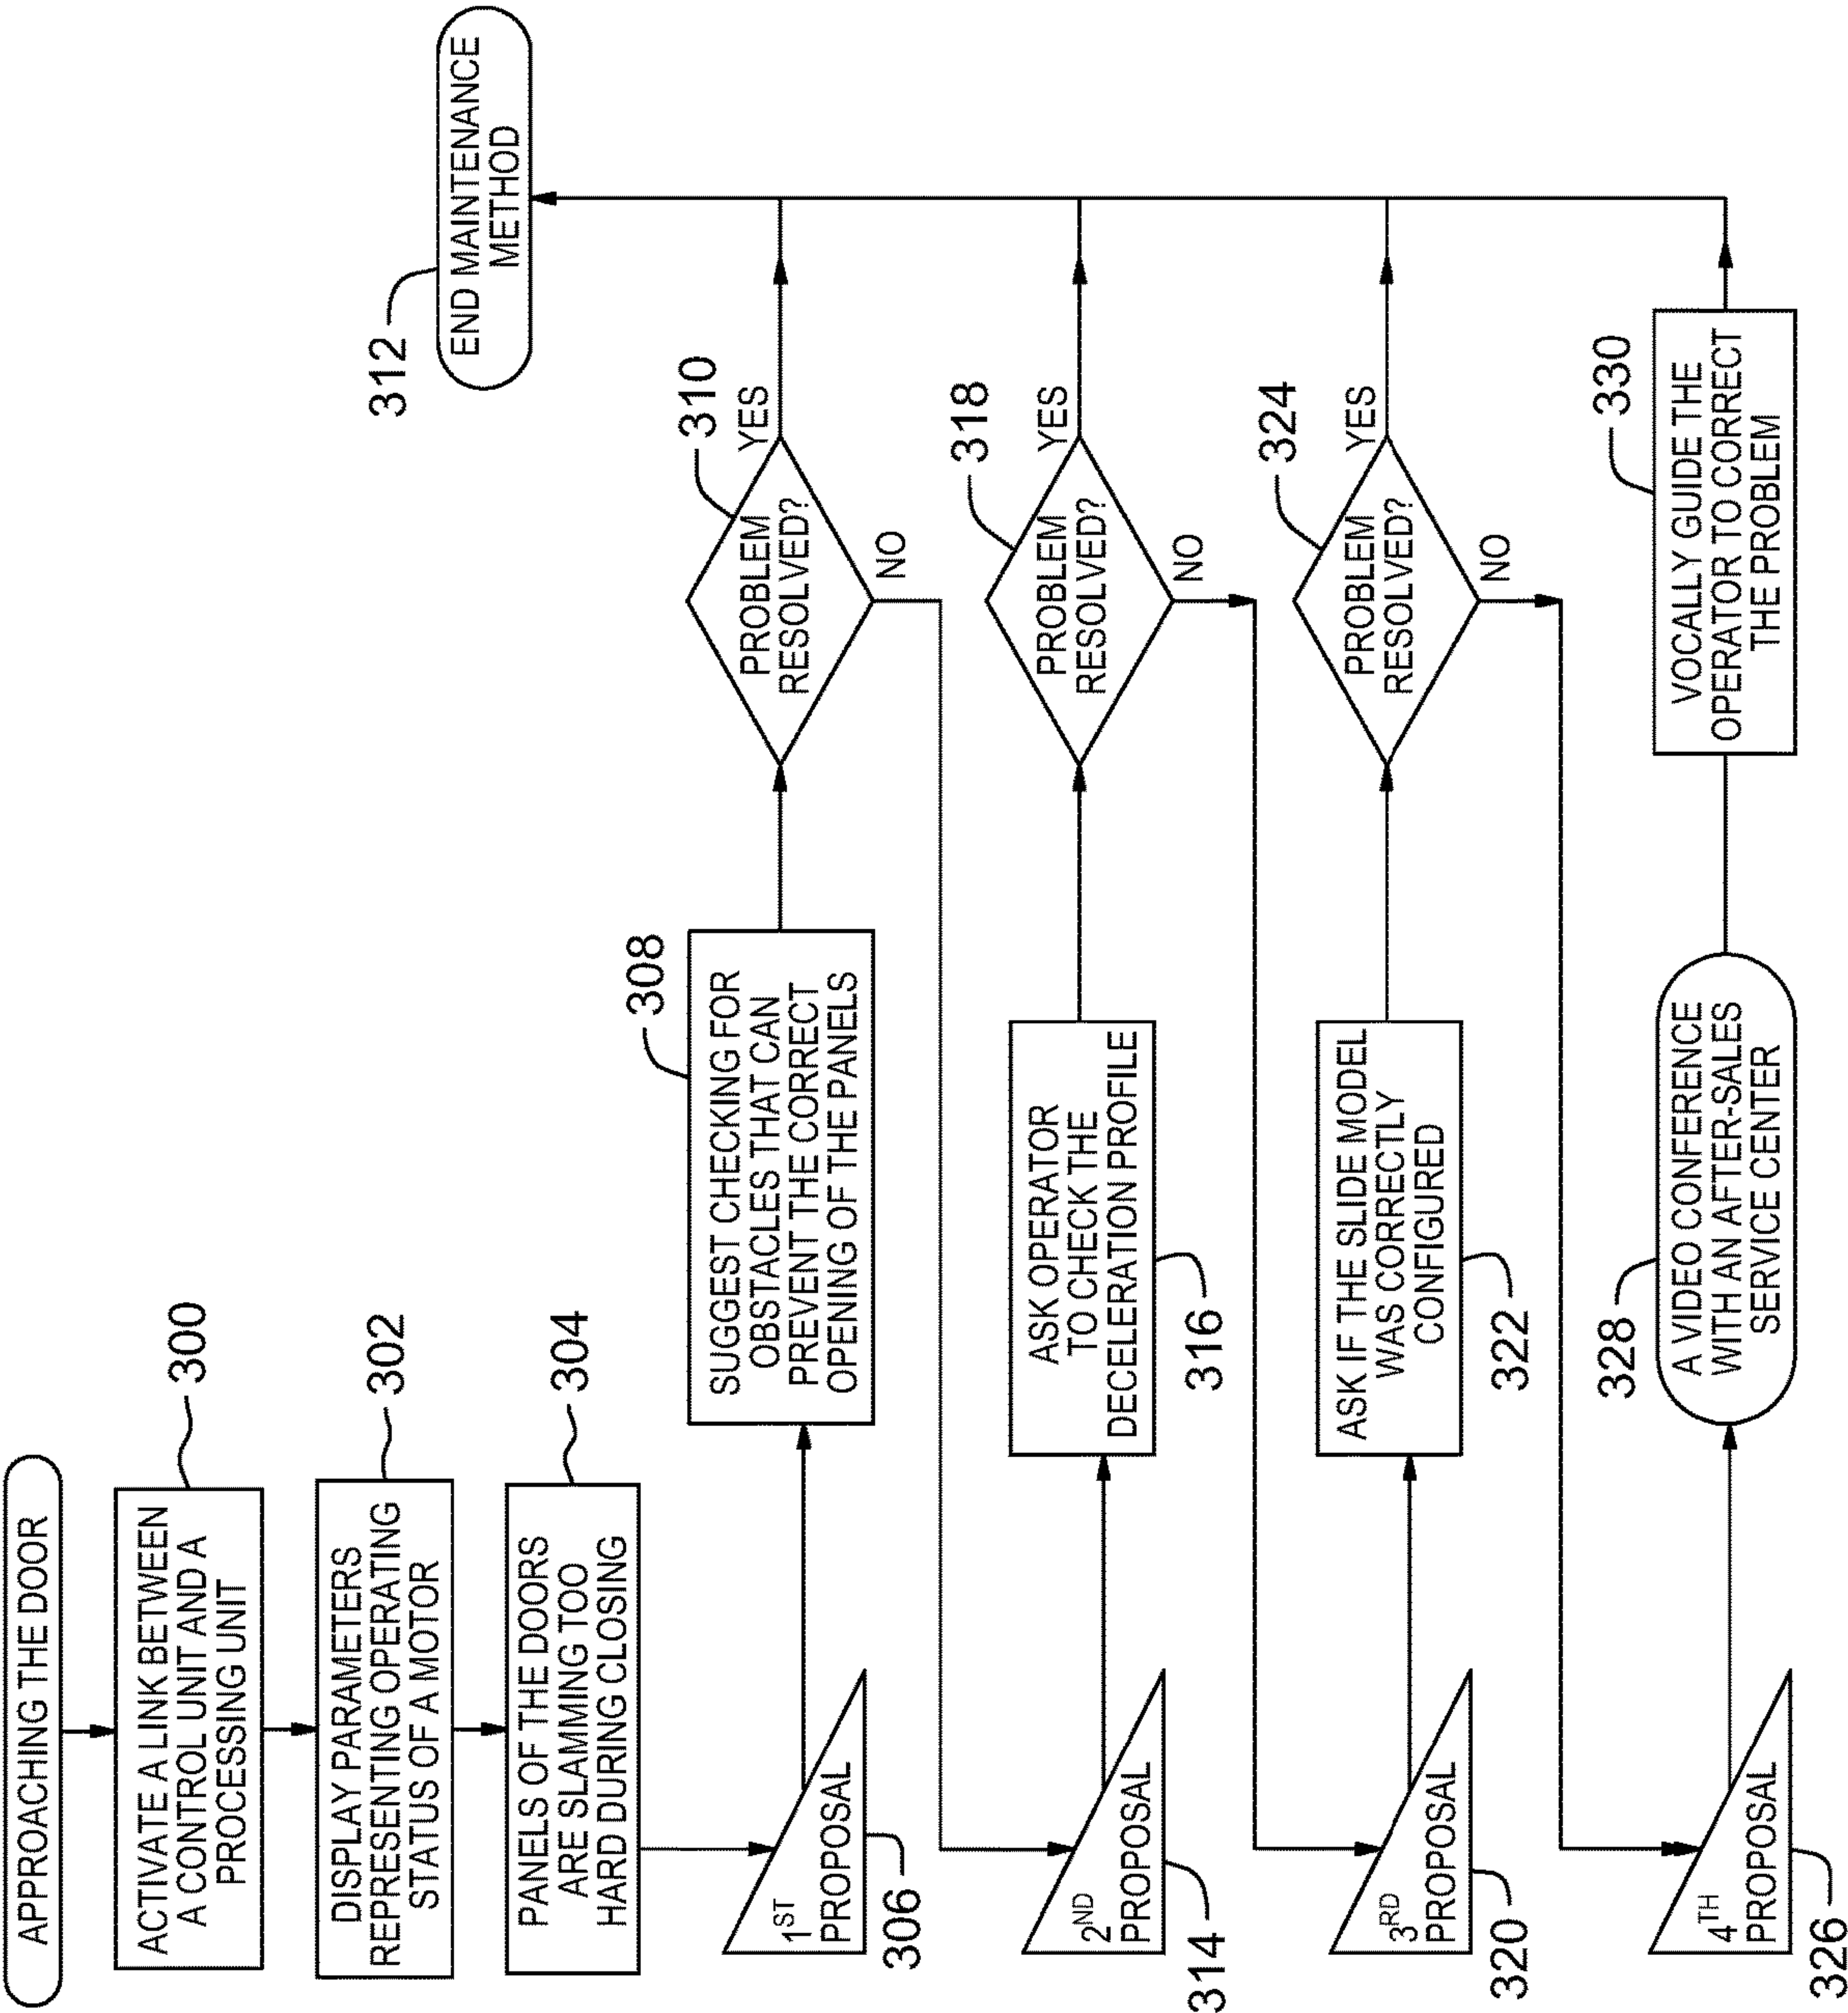 APPROACHING THE DOOR
300
ACTIVATE A LINK BETWEEN
A CONTROL UNIT AND A
PROCESSING UNIT
302
DISPLAY PARAMETERS
REPRESENTING OPERATING
STATUS OF A MOTOR
304
PANELS OF THE DOORS
ARE SLAMMING TOO
HARD DURING CLOSING
1ST
PROPOSAL
306
308
SUGGEST CHECKING FOR
OBSTACLES THAT CAN
PREVENT THE CORRECT
OPENING OF THE PANELS
310
PROBLEM
RESOLVED?
YES
NO
312
END MAINTENANCE
METHOD
2ND
PROPOSAL
314
ASK OPERATOR
TO CHECK THE
DECELERATION PROFILE
316
318
PROBLEM
RESOLVED?
YES
NO
3RD
PROPOSAL
320
ASK IF THE SLIDE MODEL
WAS CORRECTLY
CONFIGURED
322
324
PROBLEM
RESOLVED?
YES
NO
4TH
PROPOSAL
326
328
A VIDEO CONFERENCE
WITH AN AFTER-SALES
SERVICE CENTER
330
VOCALLY GUIDE THE
OPERATOR TO CORRECT
THE PROBLEM